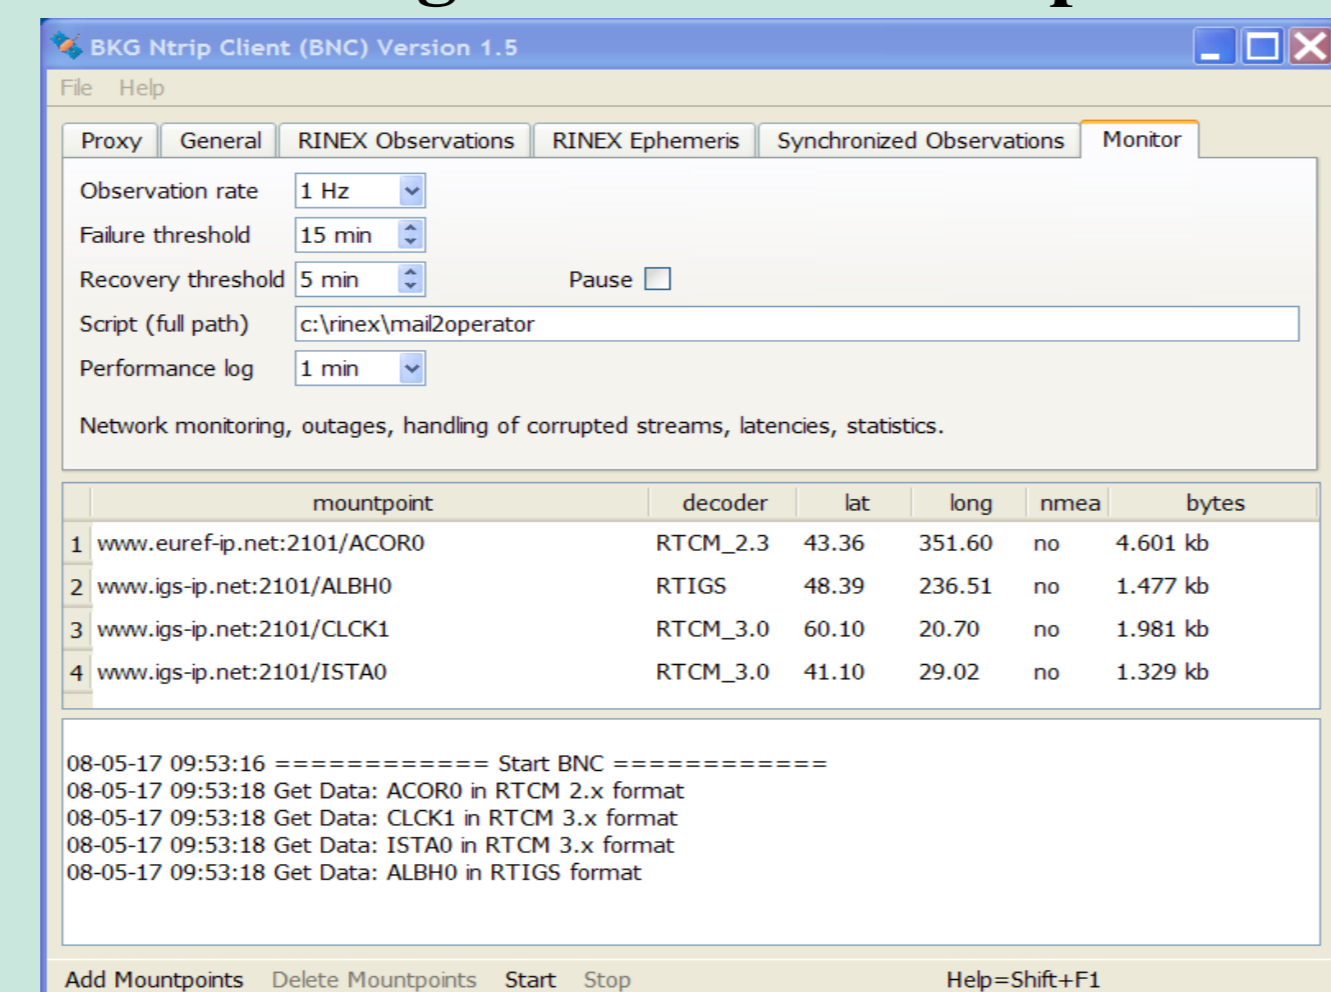 BKG Ntrip Client (BNC) Version 1.5
File Help
Proxy General RINEX Observations RINEX Ephemeris Synchronized Observations Monitor
Observation rate 1 Hz
Failure threshold 15 min
Recovery threshold 5 min Pause
Script (full path) c:\rinex\mail2operator
Performance log 1 min
Network monitoring, outages, handling of corrupted streams, latencies, statistics.
mountpoint decoder lat long nmea bytes
1 www.euref-ip.net:2101/ACOR0 RTCM_2.3 43.36 351.60 no 4.601 kb
2 www.igs-ip.net:2101/ALBH0 RTIGS 48.39 236.51 no 1.477 kb
3 www.igs-ip.net:2101/CLCK1 RTCM_3.0 60.10 20.70 no 1.981 kb
4 www.igs-ip.net:2101/ISTA0 RTCM_3.0 41.10 29.02 no 1.329 kb
08-05-17 09:53:16 ============ Start BNC ============
08-05-17 09:53:18 Get Data: ACOR0 in RTCM 2.x format
08-05-17 09:53:18 Get Data: CLCK1 in RTCM 3.x format
08-05-17 09:53:18 Get Data: ISTA0 in RTCM 3.x format
08-05-17 09:53:18 Get Data: ALBH0 in RTIGS format
Add Mountpoints Delete Mountpoints Start Stop Help=Shift+F1